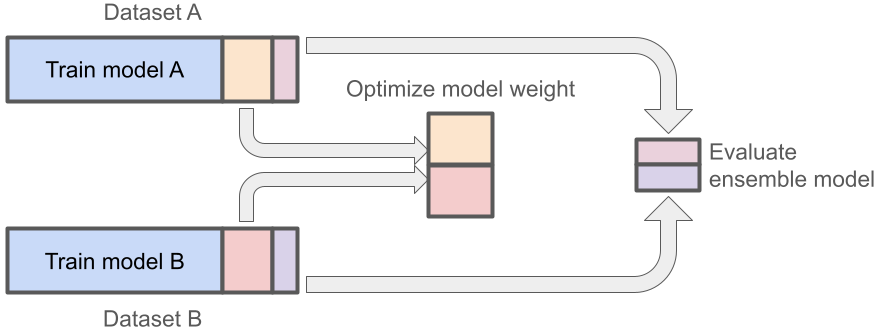 Dataset A
Train model A
Optimize model weight
Evaluate
ensemble model
Train model B
Dataset B